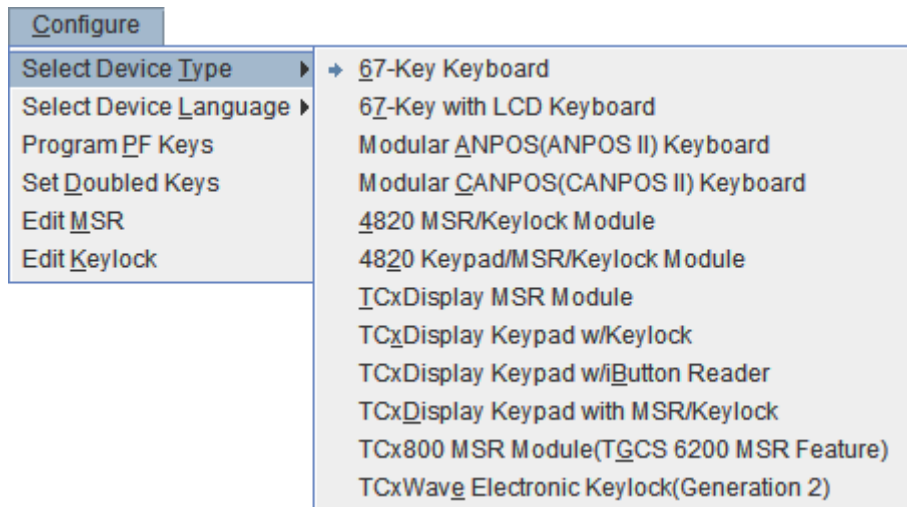 Configure
Select Device Type
Select Device Language
Program PF Keys
Set Doubled Keys
Edit MSR
Edit Keylock
67-Key Keyboard
67-Key with LCD Keyboard
Modular ANPOS(ANPOS II) Keyboard
Modular CANPOS(CANPOS II) Keyboard
4820 MSR/Keylock Module
4820 Keypad/MSR/Keylock Module
TCxDisplay MSR Module
TCxDisplay Keypad w/Keylock
TCxDisplay Keypad w/iButton Reader
TCxDisplay Keypad with MSR/Keylock
TCx800 MSR Module(TGCS 6200 MSR Feature)
TCxWave Electronic Keylock(Generation 2)